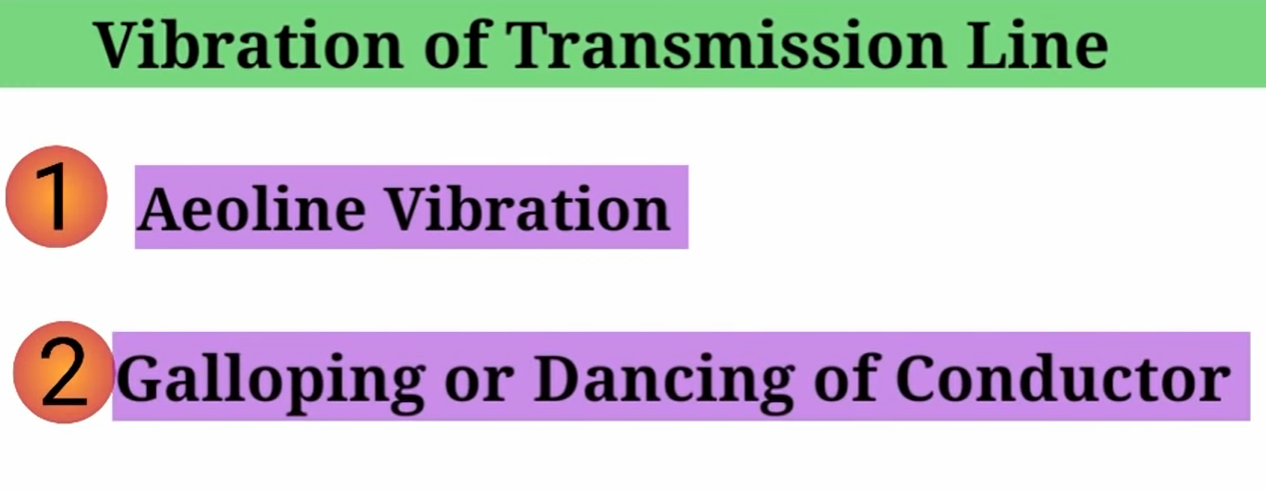 Vibration of Transmission Line
1 Aeoline Vibration
2 Galloping or Dancing of Conductor